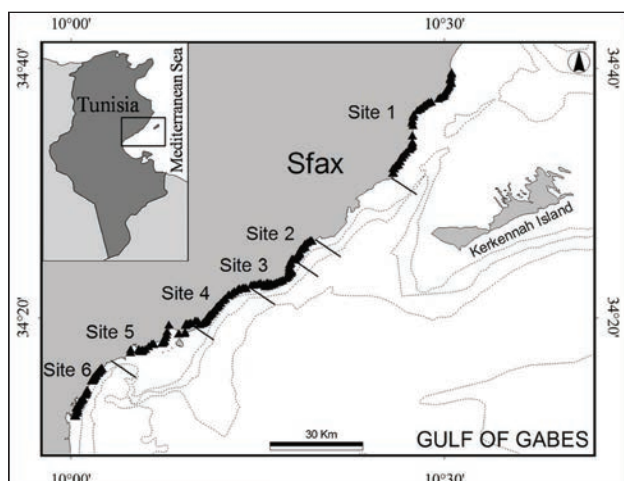 10°00'
10°30'
34°40'
34°40'
Tunisia
Mediterranean Sea
Site 1
Sfax
Kerkennah Island
Site 2
Site 3
Site 4
34°20'
34°20'
Site 5
Site 6
30 Km
GULF OF GABES
10°00'
10°30'